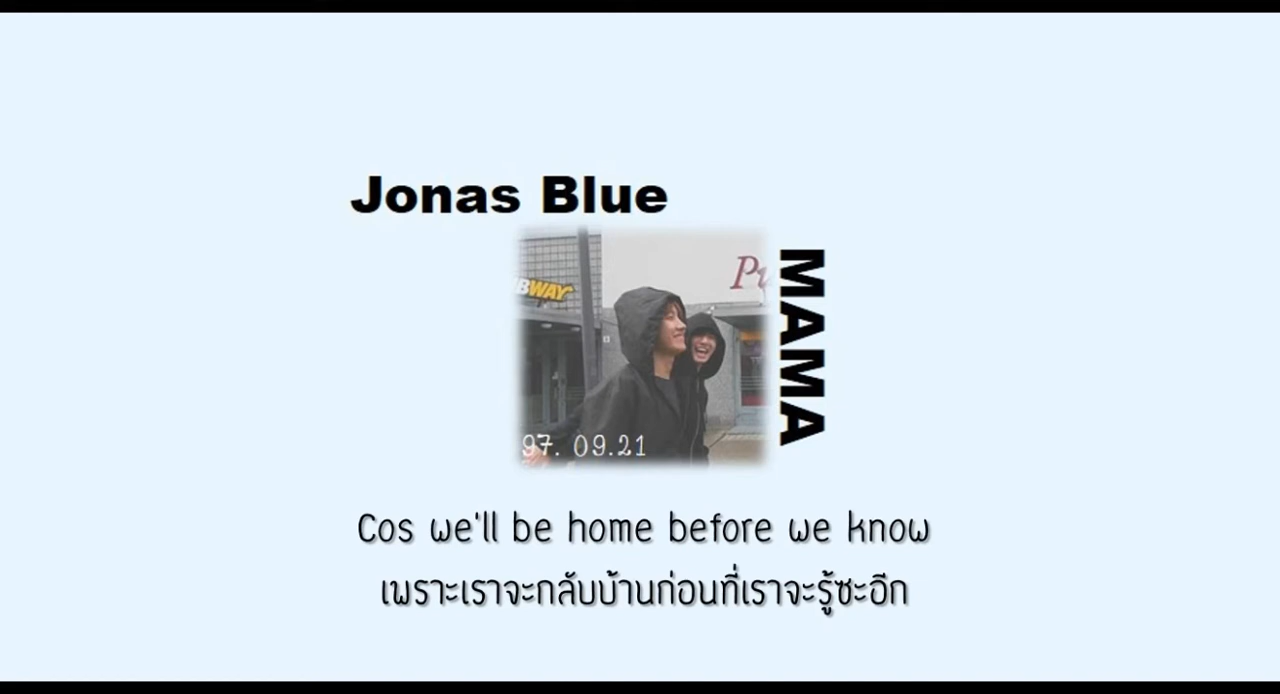 Jonas Blue
MAMA
BWAY
97. 09.21
Cos we'll be home before we know
เพราะเราจะกลับบ้านก่อนที่เราจะรู้ซะอีก